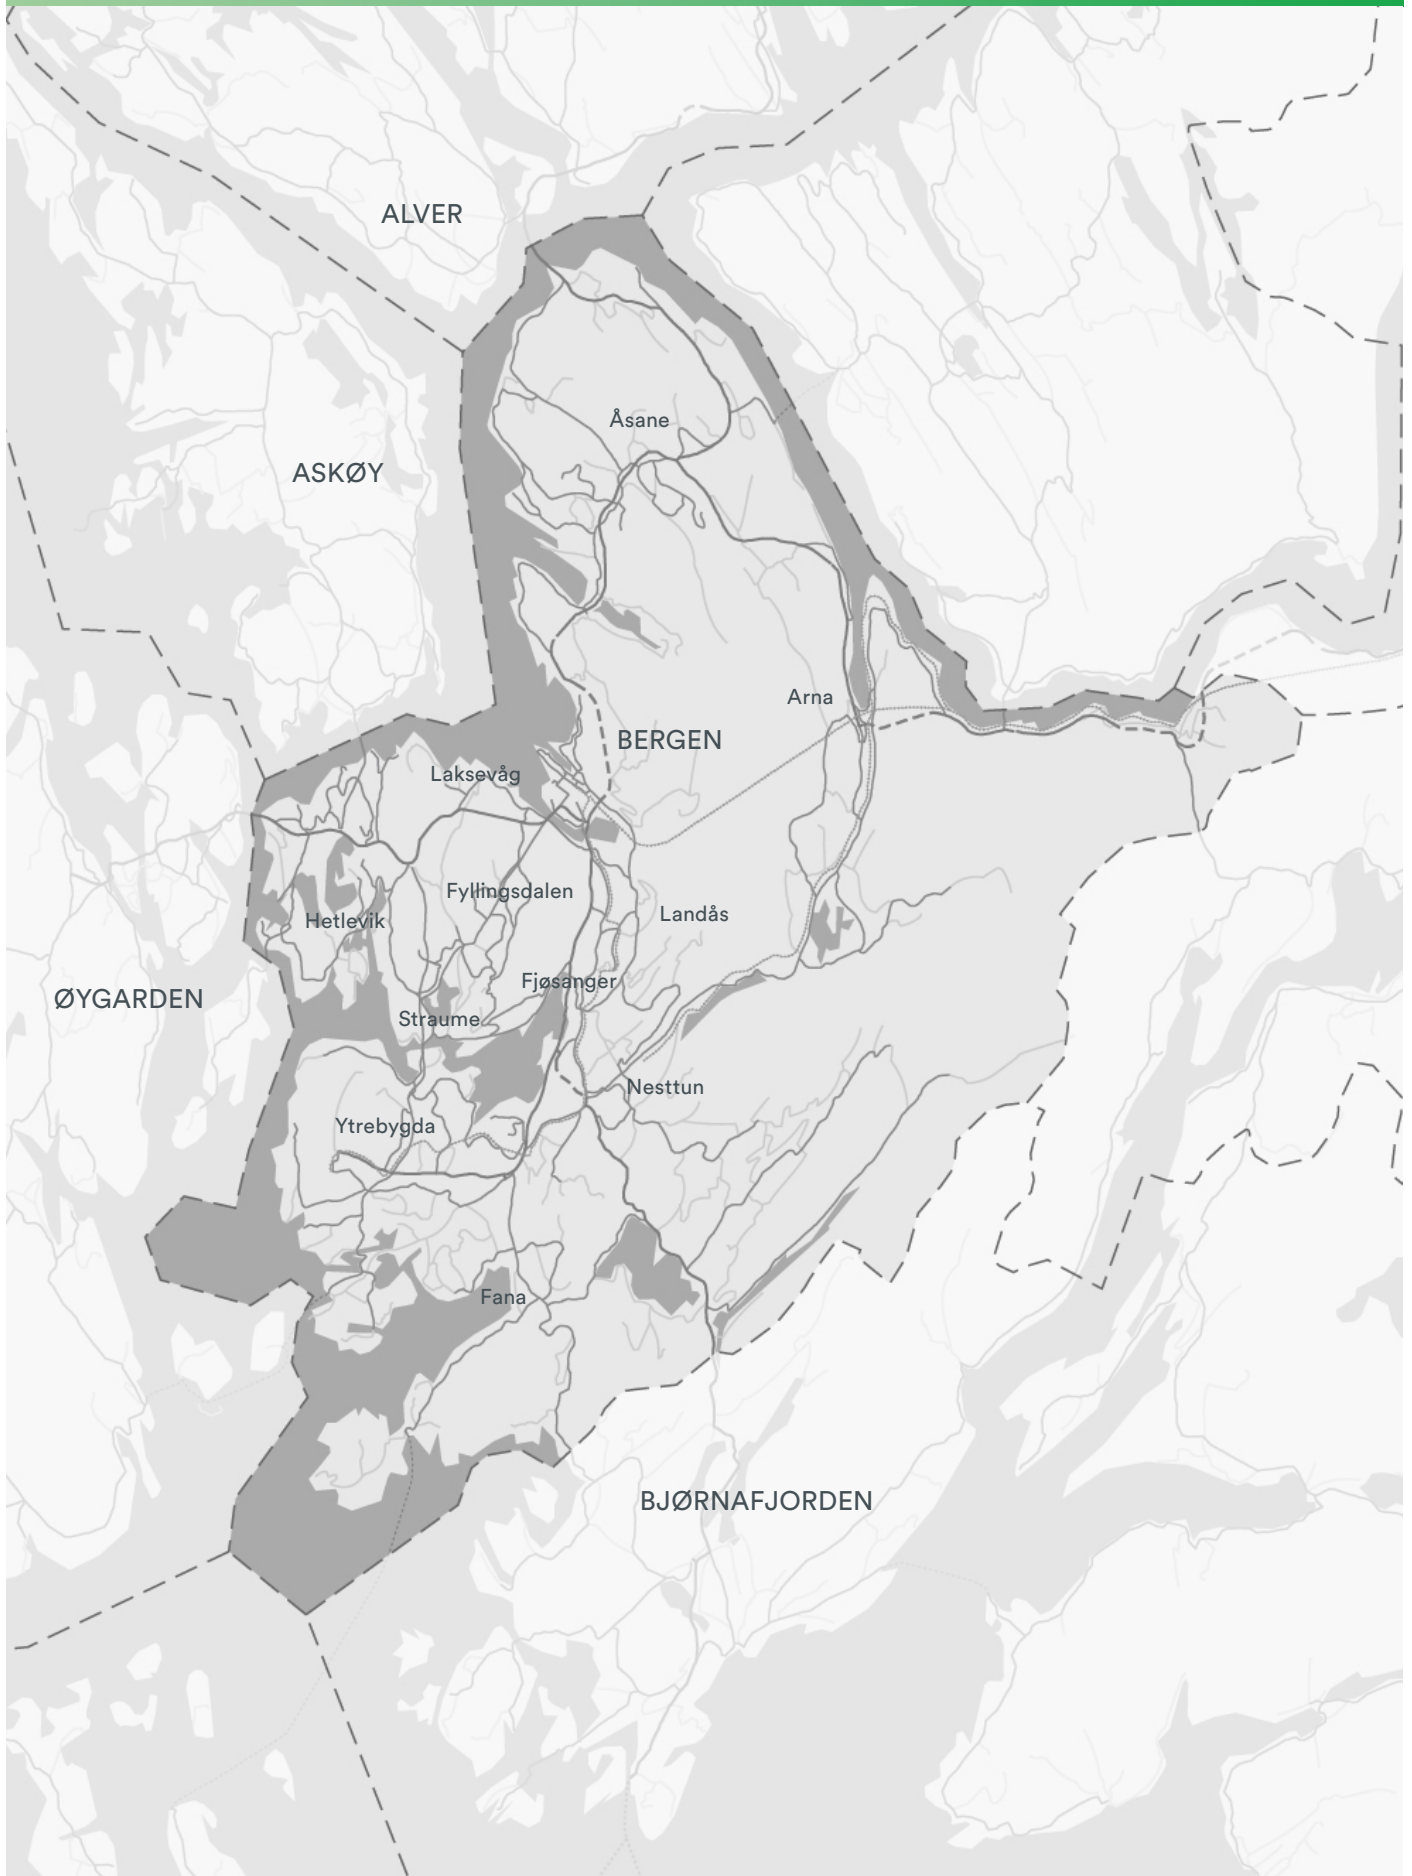 ALVER
Åsane
ASKØY
Arna
BERGEN
Laksevåg
Fyllingsdalen
Landås
Hetlevik
Fjøsanger
ØYGARDEN
Straume
Nesttun
Ytrebygda
Fana
BJØRNAFJORDEN